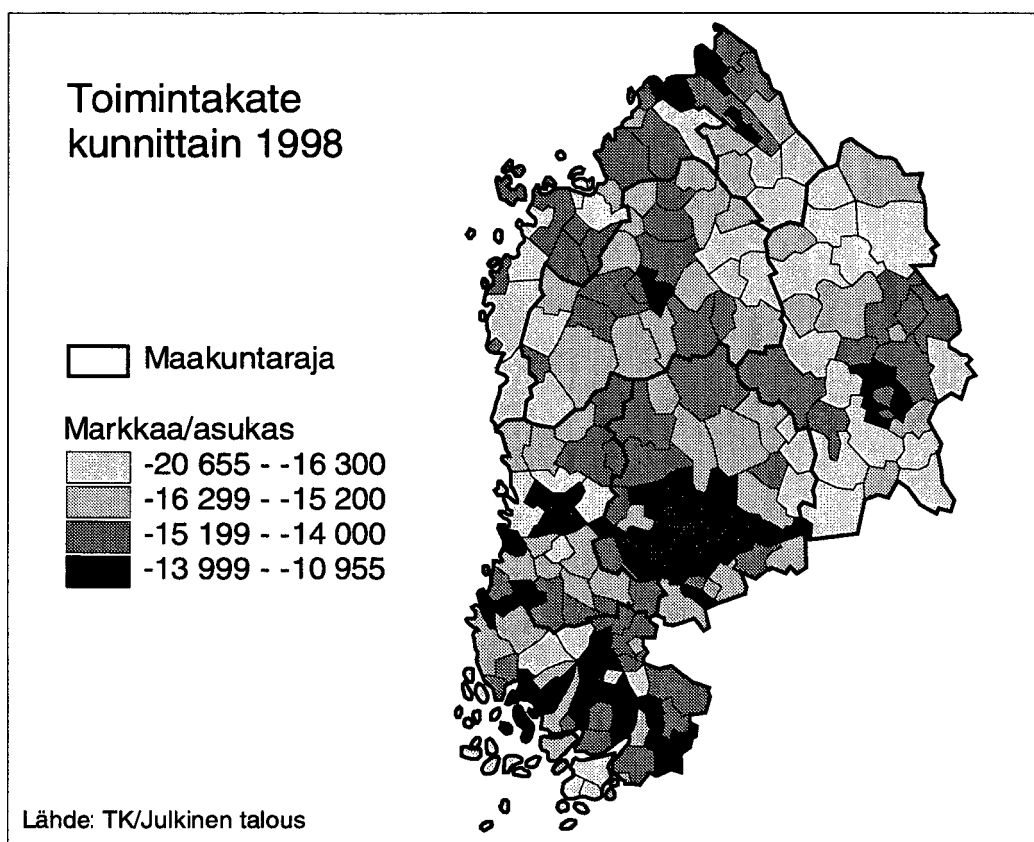 Toimintakate
kunnittain 1998
Maakuntaraja
Markkaa/asukas
-20 655 - -16 300
-16 299 - -15 200
-15 199 - -14 000
-13 999 - -10 955
Lähde: TK/Julkinen talous